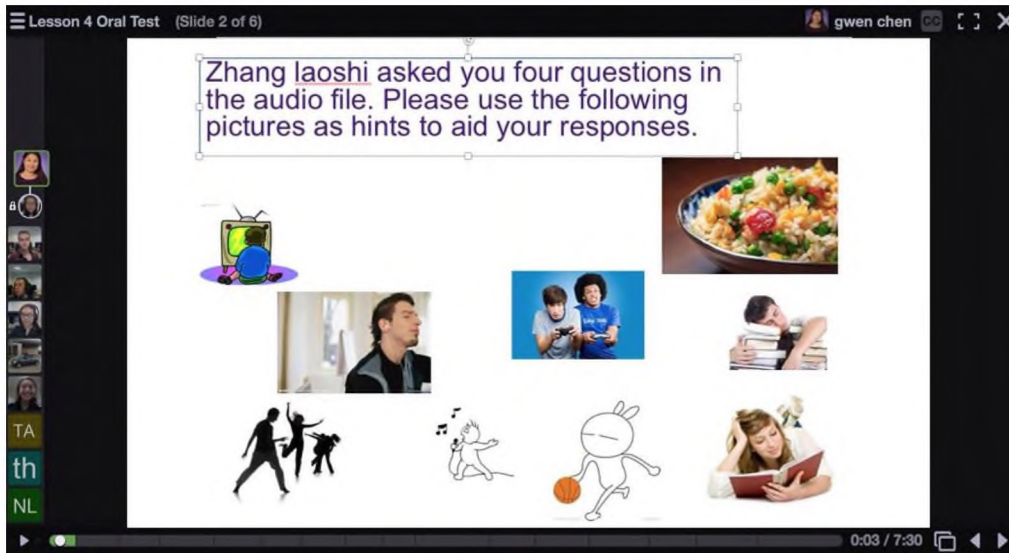 Lesson 4 Oral Test (Slide 2 of 6)
gwen chen CC
Zhang laoshi asked you four questions in
the audio file. Please use the following
pictures as hints to aid your responses.
TA
th
NL
0:03 / 7:30